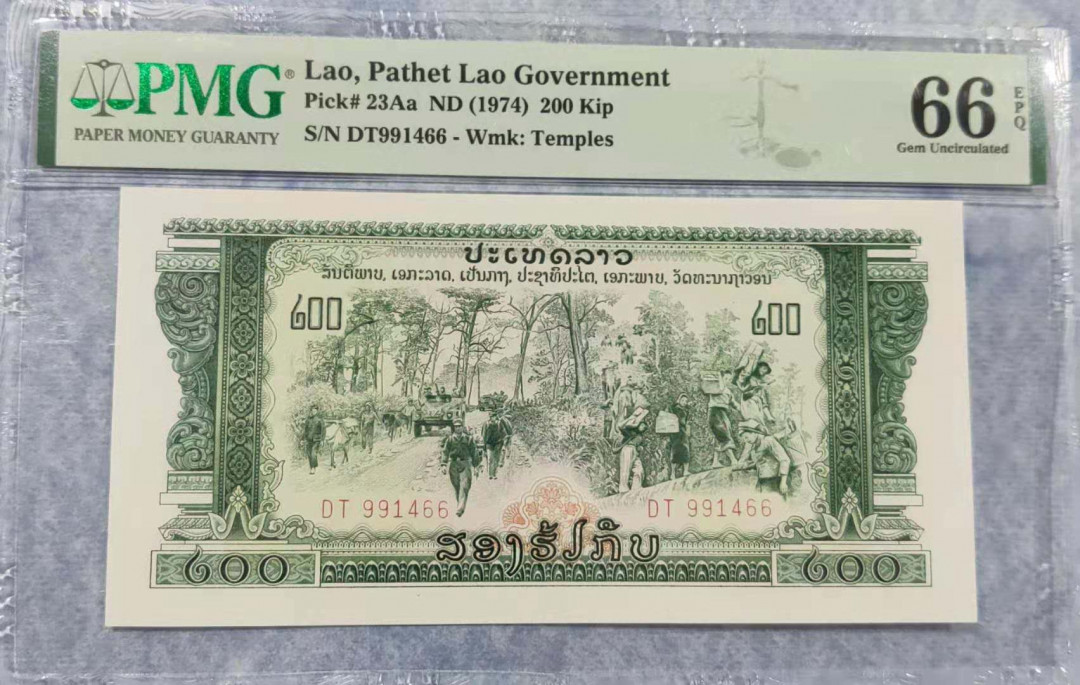 PMG®
PAPER MONEY GUARANTY
Lao, Pathet Lao Government
Pick# 23Aa ND (1974) 200 Kip
S/N DT991466 - Wmk: Temples
66
EPQ
Gem Uncirculated
ປະເທດລາວ
ສັນຕິພາບ, ເອກະລາດ, ເປັນກາງ, ປະຊາທິປະໄຕ, ເອກະພາບ, ວັດທະນາຖາວອນ
໒໐໐ ໒໐໐
DT 991466 DT 991466
ສອງຮ້ອຍກີບ
໒໐໐ ໒໐໐